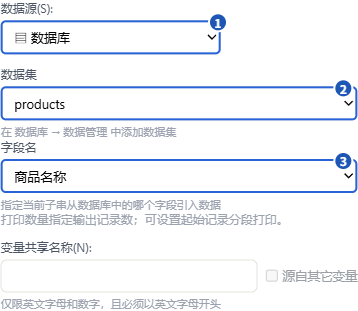 数据源(S):
1
数据库
数据集
2
products
在 数据库 → 数据管理 中添加数据集
字段名
3
商品名称
指定当前子串从数据库中的哪个字段引入数据
打印数量指定输出记录数；可设置起始记录分段打印。
变量共享名称(N):
源自其它变量
仅限英文字母和数字，且必须以英文字母开头